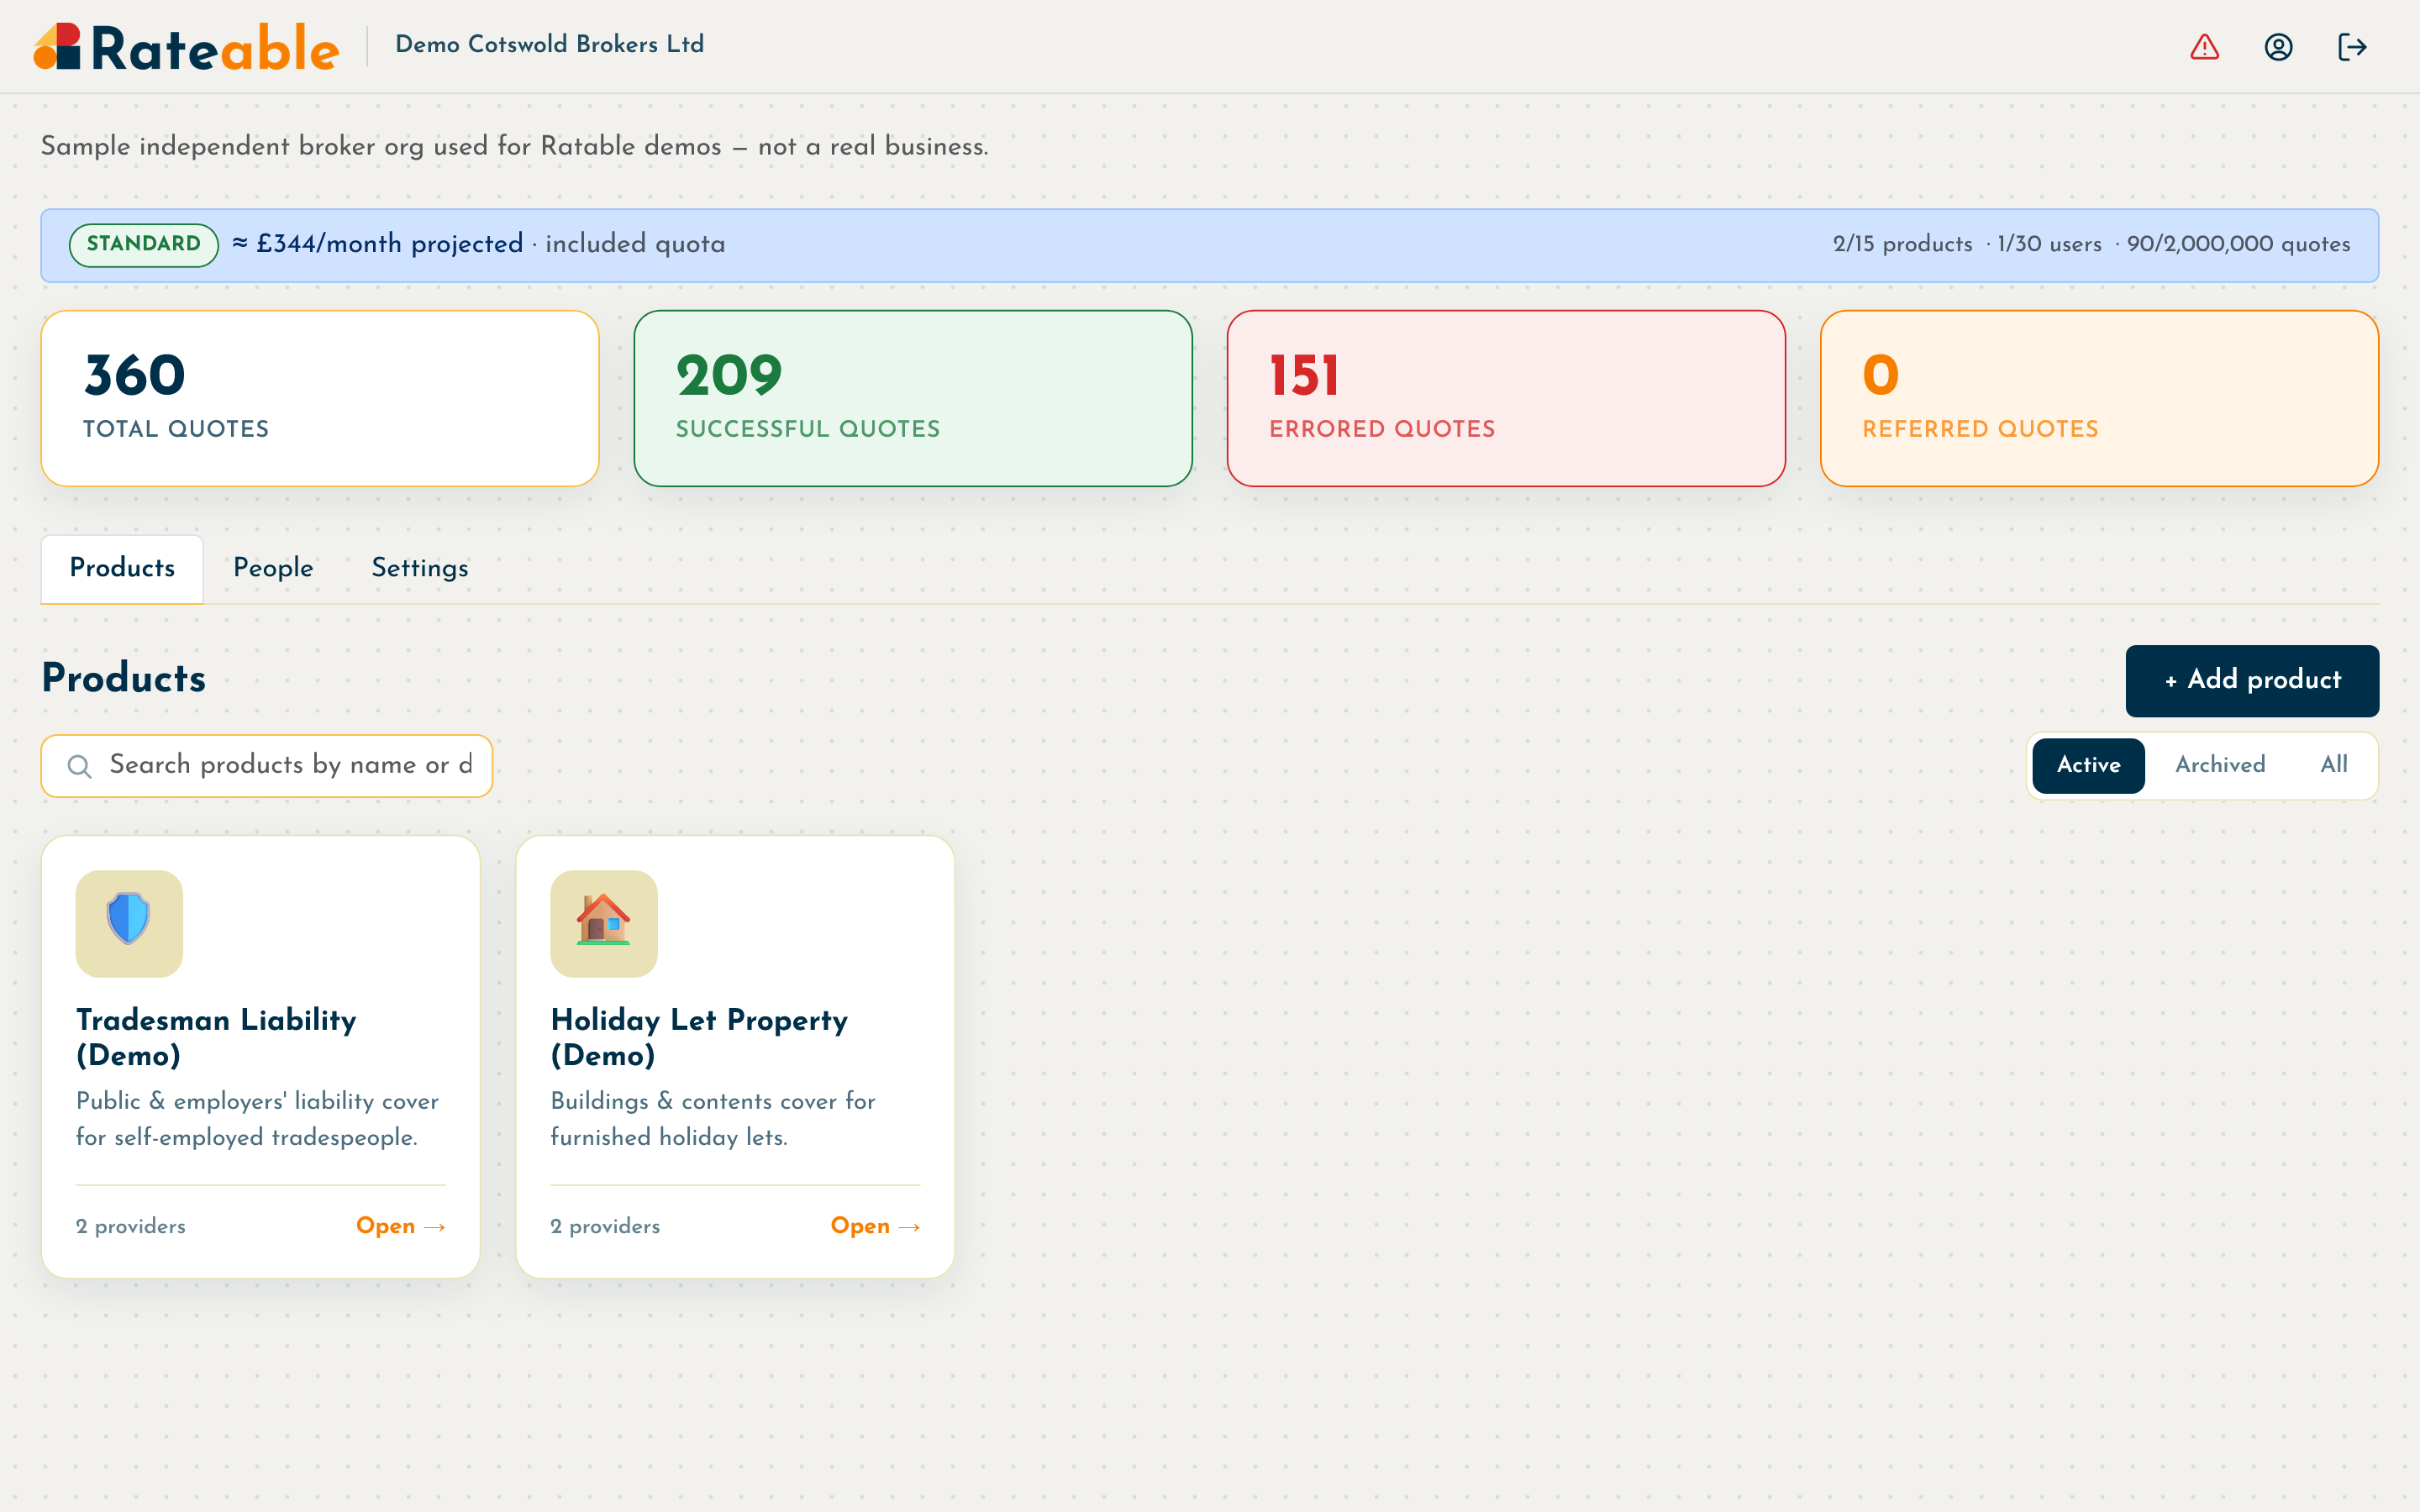 Rateable
Demo Cotswold Brokers Ltd
Sample independent broker org used for Ratable demos – not a real business.
STANDARD ≈ £344/month projected · included quota
2/15 products · 1/30 users · 90/2,000,000 quotes
360
TOTAL QUOTES
209
SUCCESSFUL QUOTES
151
ERRORED QUOTES
0
REFERRED QUOTES
Products
People
Settings
Products
+ Add product
Search products by name or d
Active
Archived
All
Tradesman Liability
(Demo)
Public & employers' liability cover
for self-employed tradespeople.
2 providers
Open →
Holiday Let Property
(Demo)
Buildings & contents cover for
furnished holiday lets.
2 providers
Open →